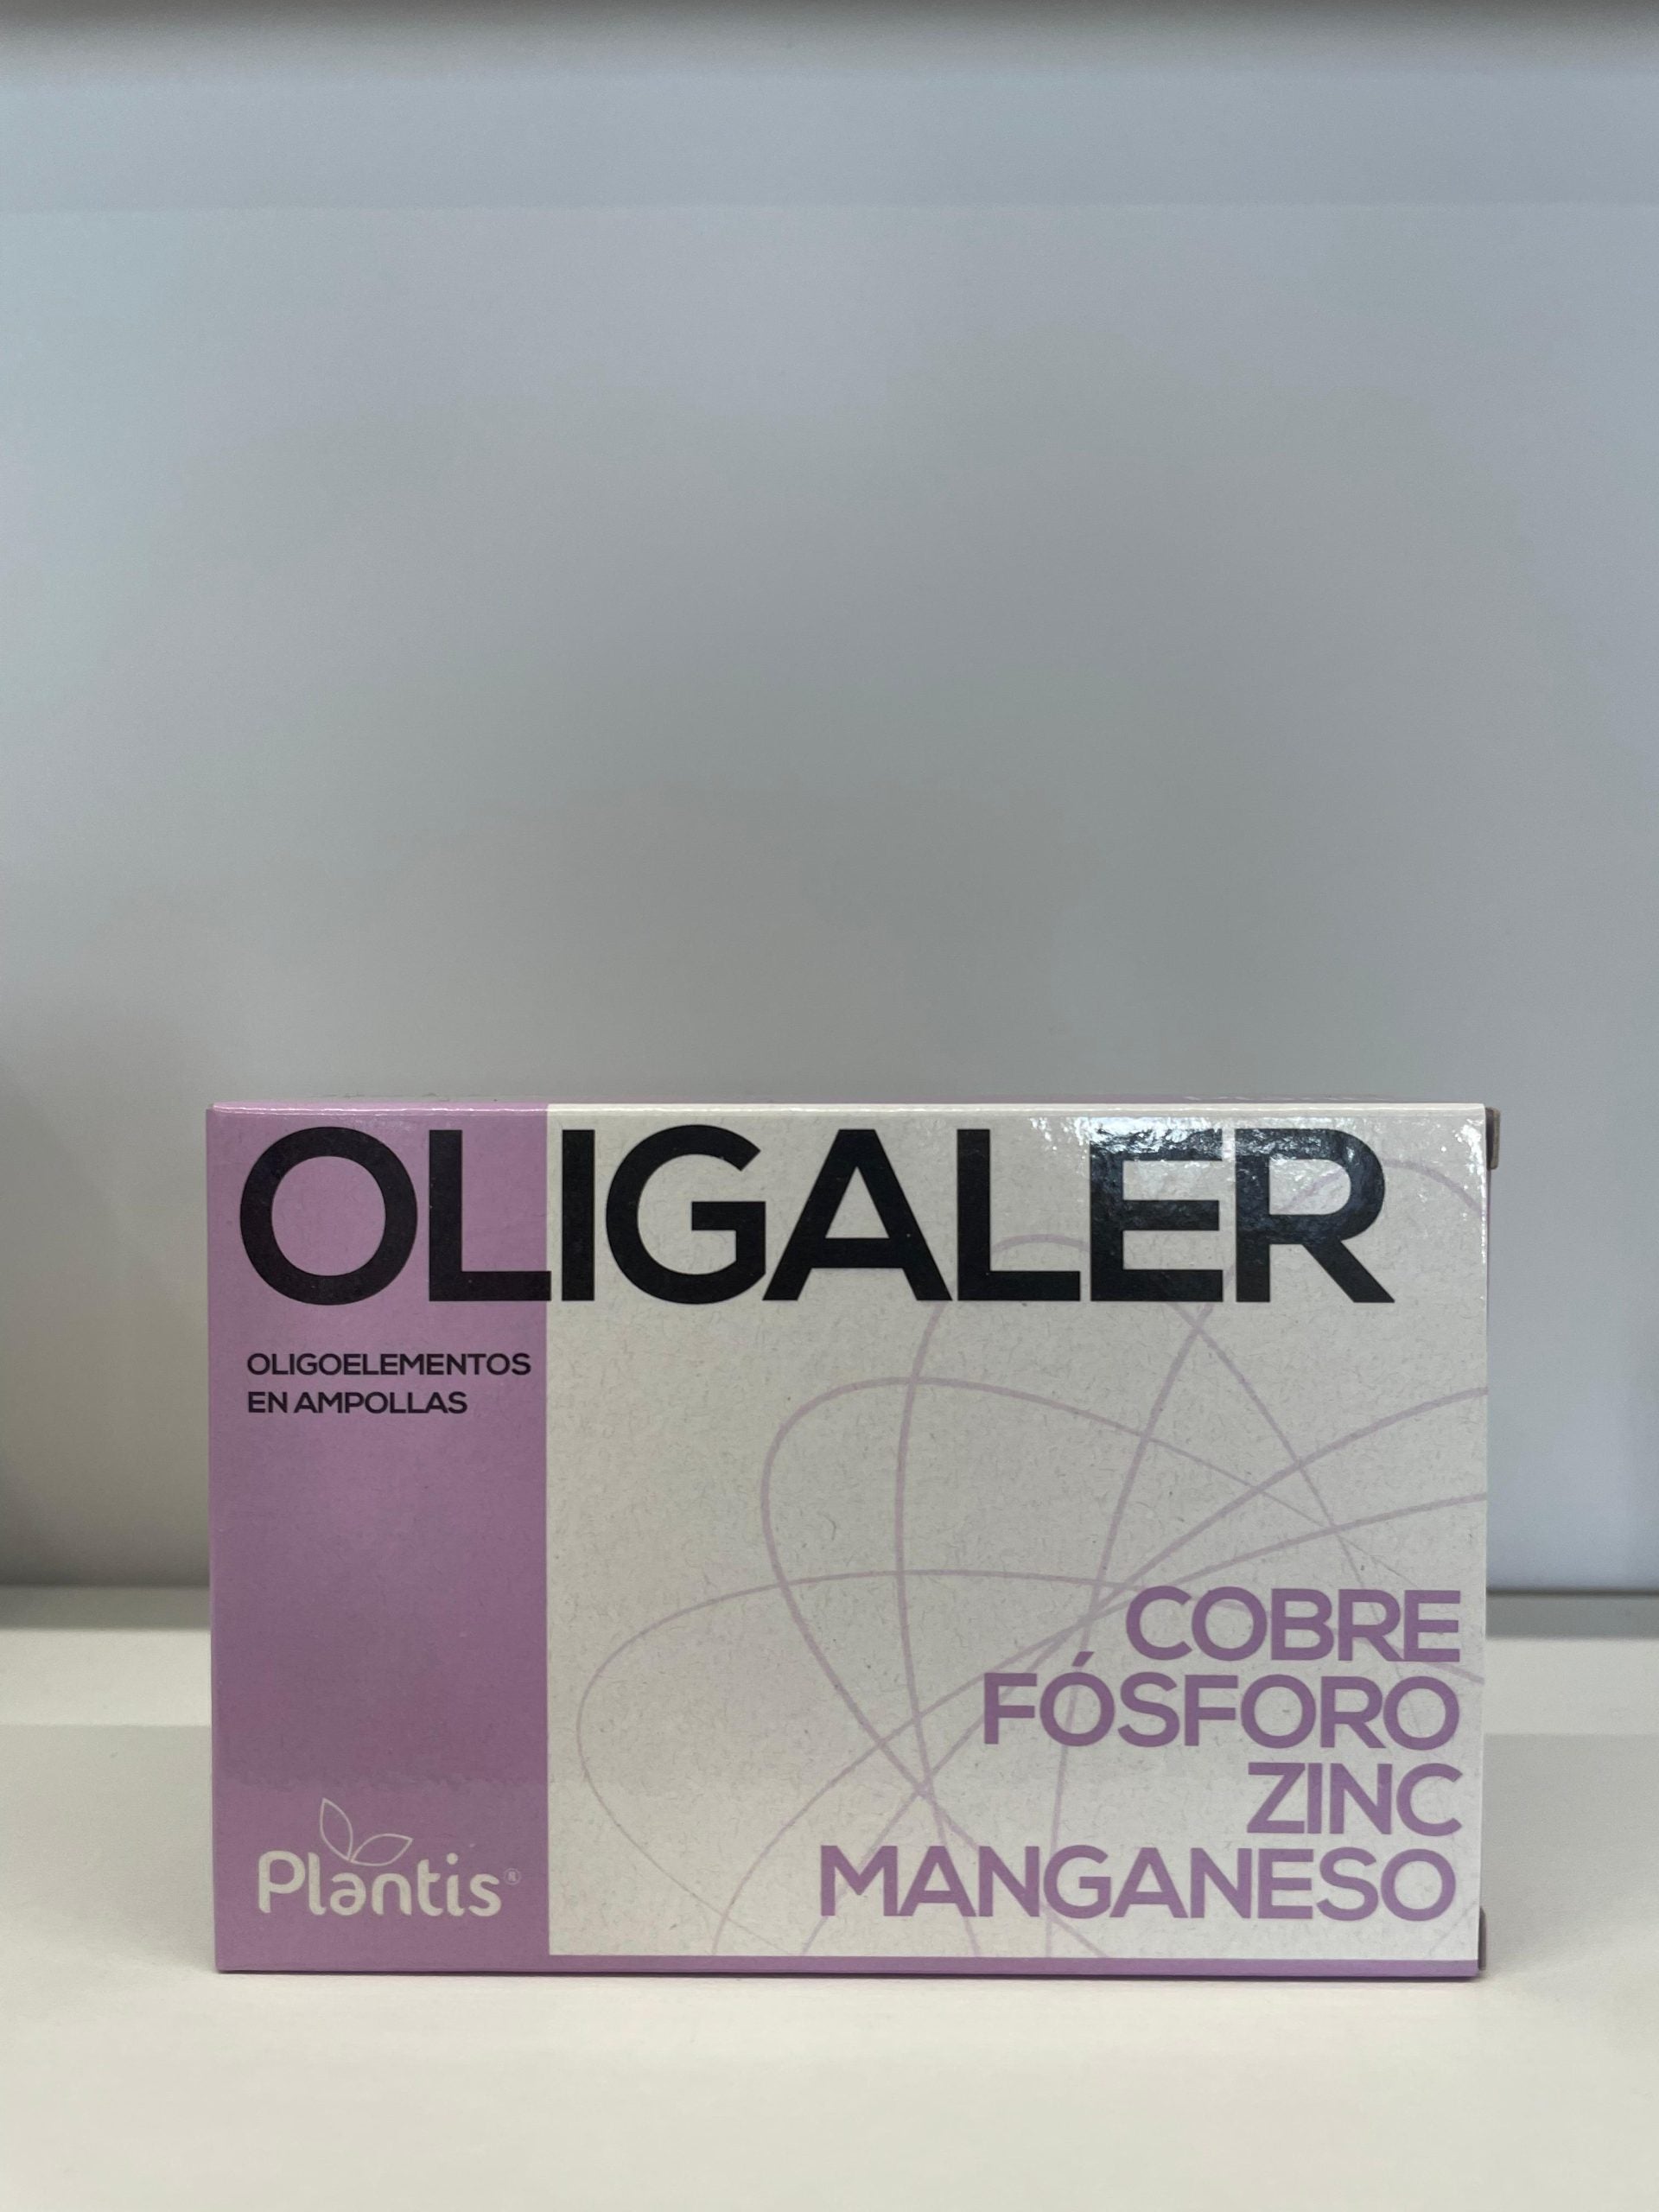 OLIGALER
OLIGOELEMENTOS
EN AMPOLLAS
COBRE
FÓSFORO
ZINC
MANGANESO
Plantis®